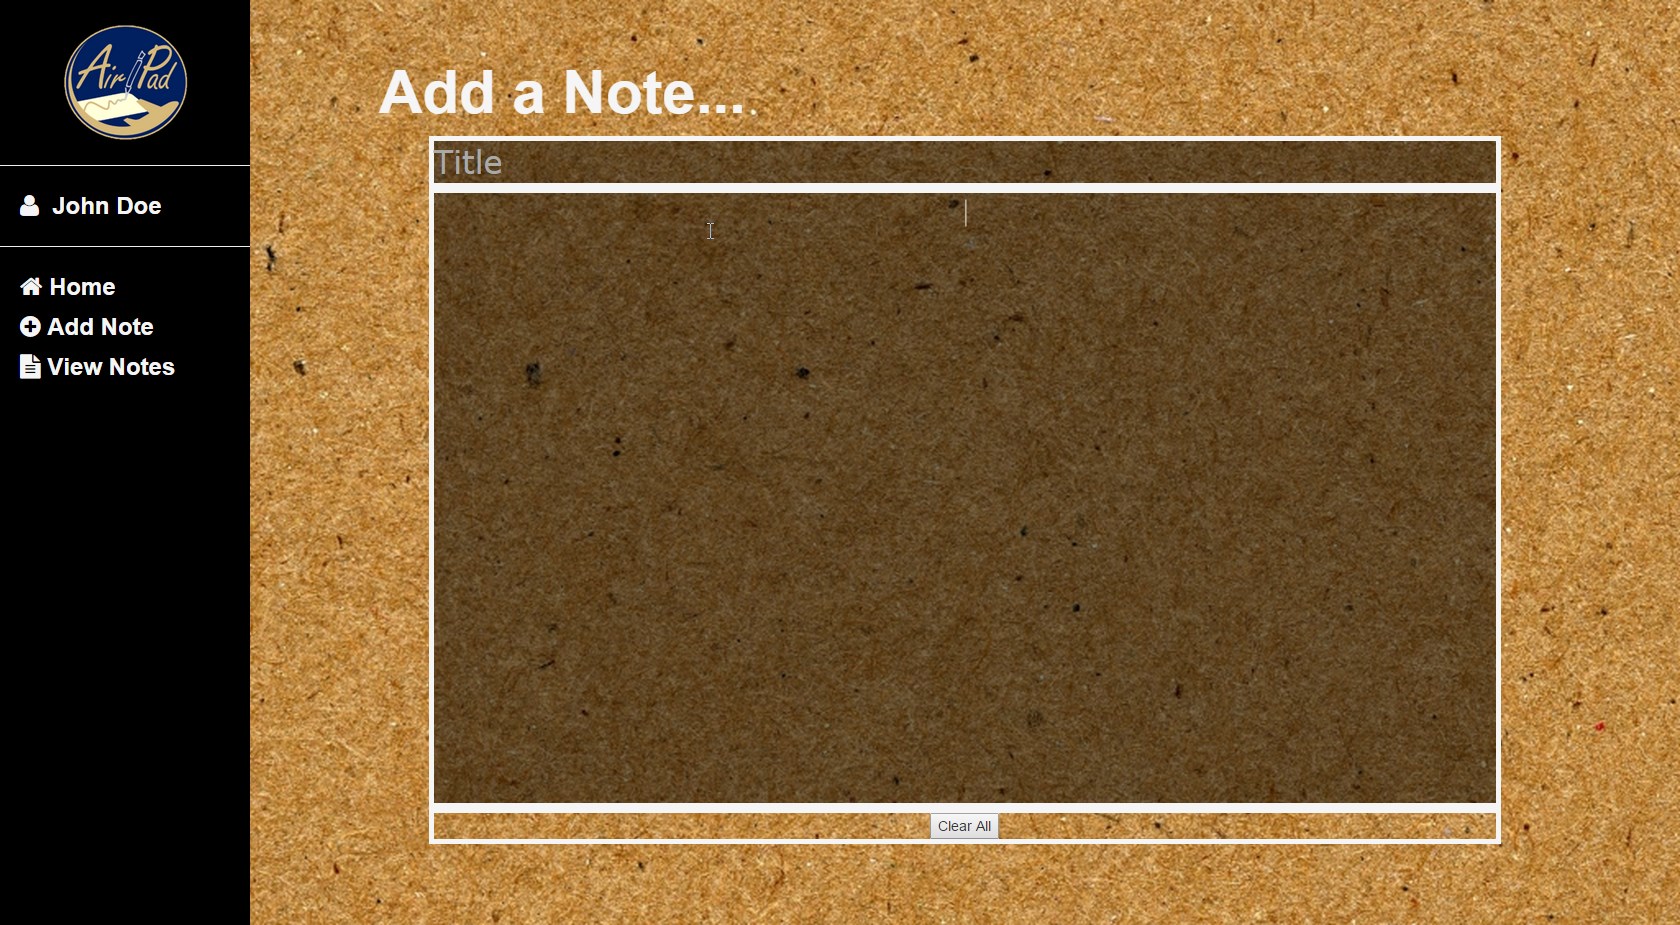 Air Pad
John Doe
Home
Add Note
View Notes
Add a Note....
Title
Clear All